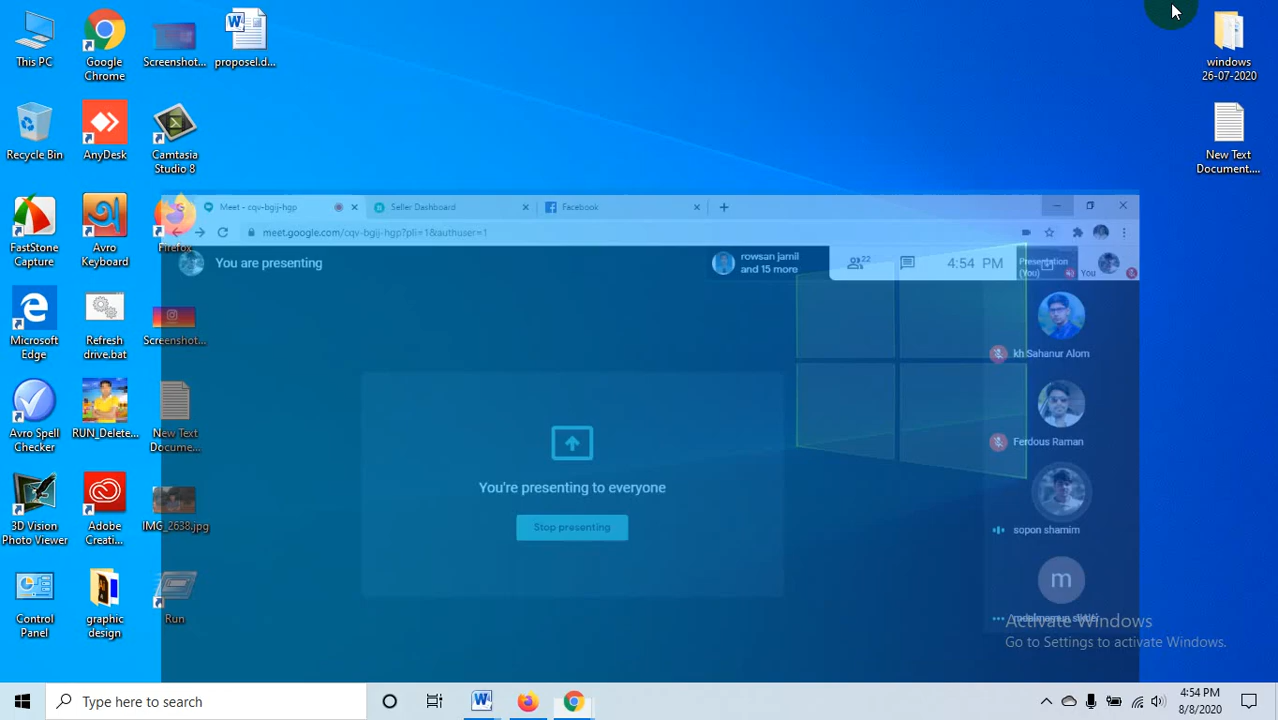 This PC
Google
Chrome
Screenshot...
proposel.d...
windows
26-07-2020
Recycle Bin
AnyDesk
Camtasia
Studio 8
New Text
Document....
FastStone
Capture
Avro
Keyboard
Firefox
Meet - cqv-bgij-hgp
Seller Dashboard
Facebook
meet.google.com/cqv-bgij-hgp?pli=1&authuser=1
You are presenting
rowsan jamil
and 15 more
22
4:54 PM
Presentation
(You)
You
Microsoft
Edge
Refresh
drive.bat
Screenshot...
kh Sahanur Alom
Avro Spell
Checker
RUN_Delete...
New Text
Docume...
Ferdous Raman
You're presenting to everyone
Stop presenting
3D Vision
Photo Viewer
Adobe
Creati...
IMG_2638.jpg
sopon shamim
m
Control
Panel
graphic
design
Run
Activate Windows
Go to Settings to activate Windows.
Type here to search
4:54 PM
8/8/2020